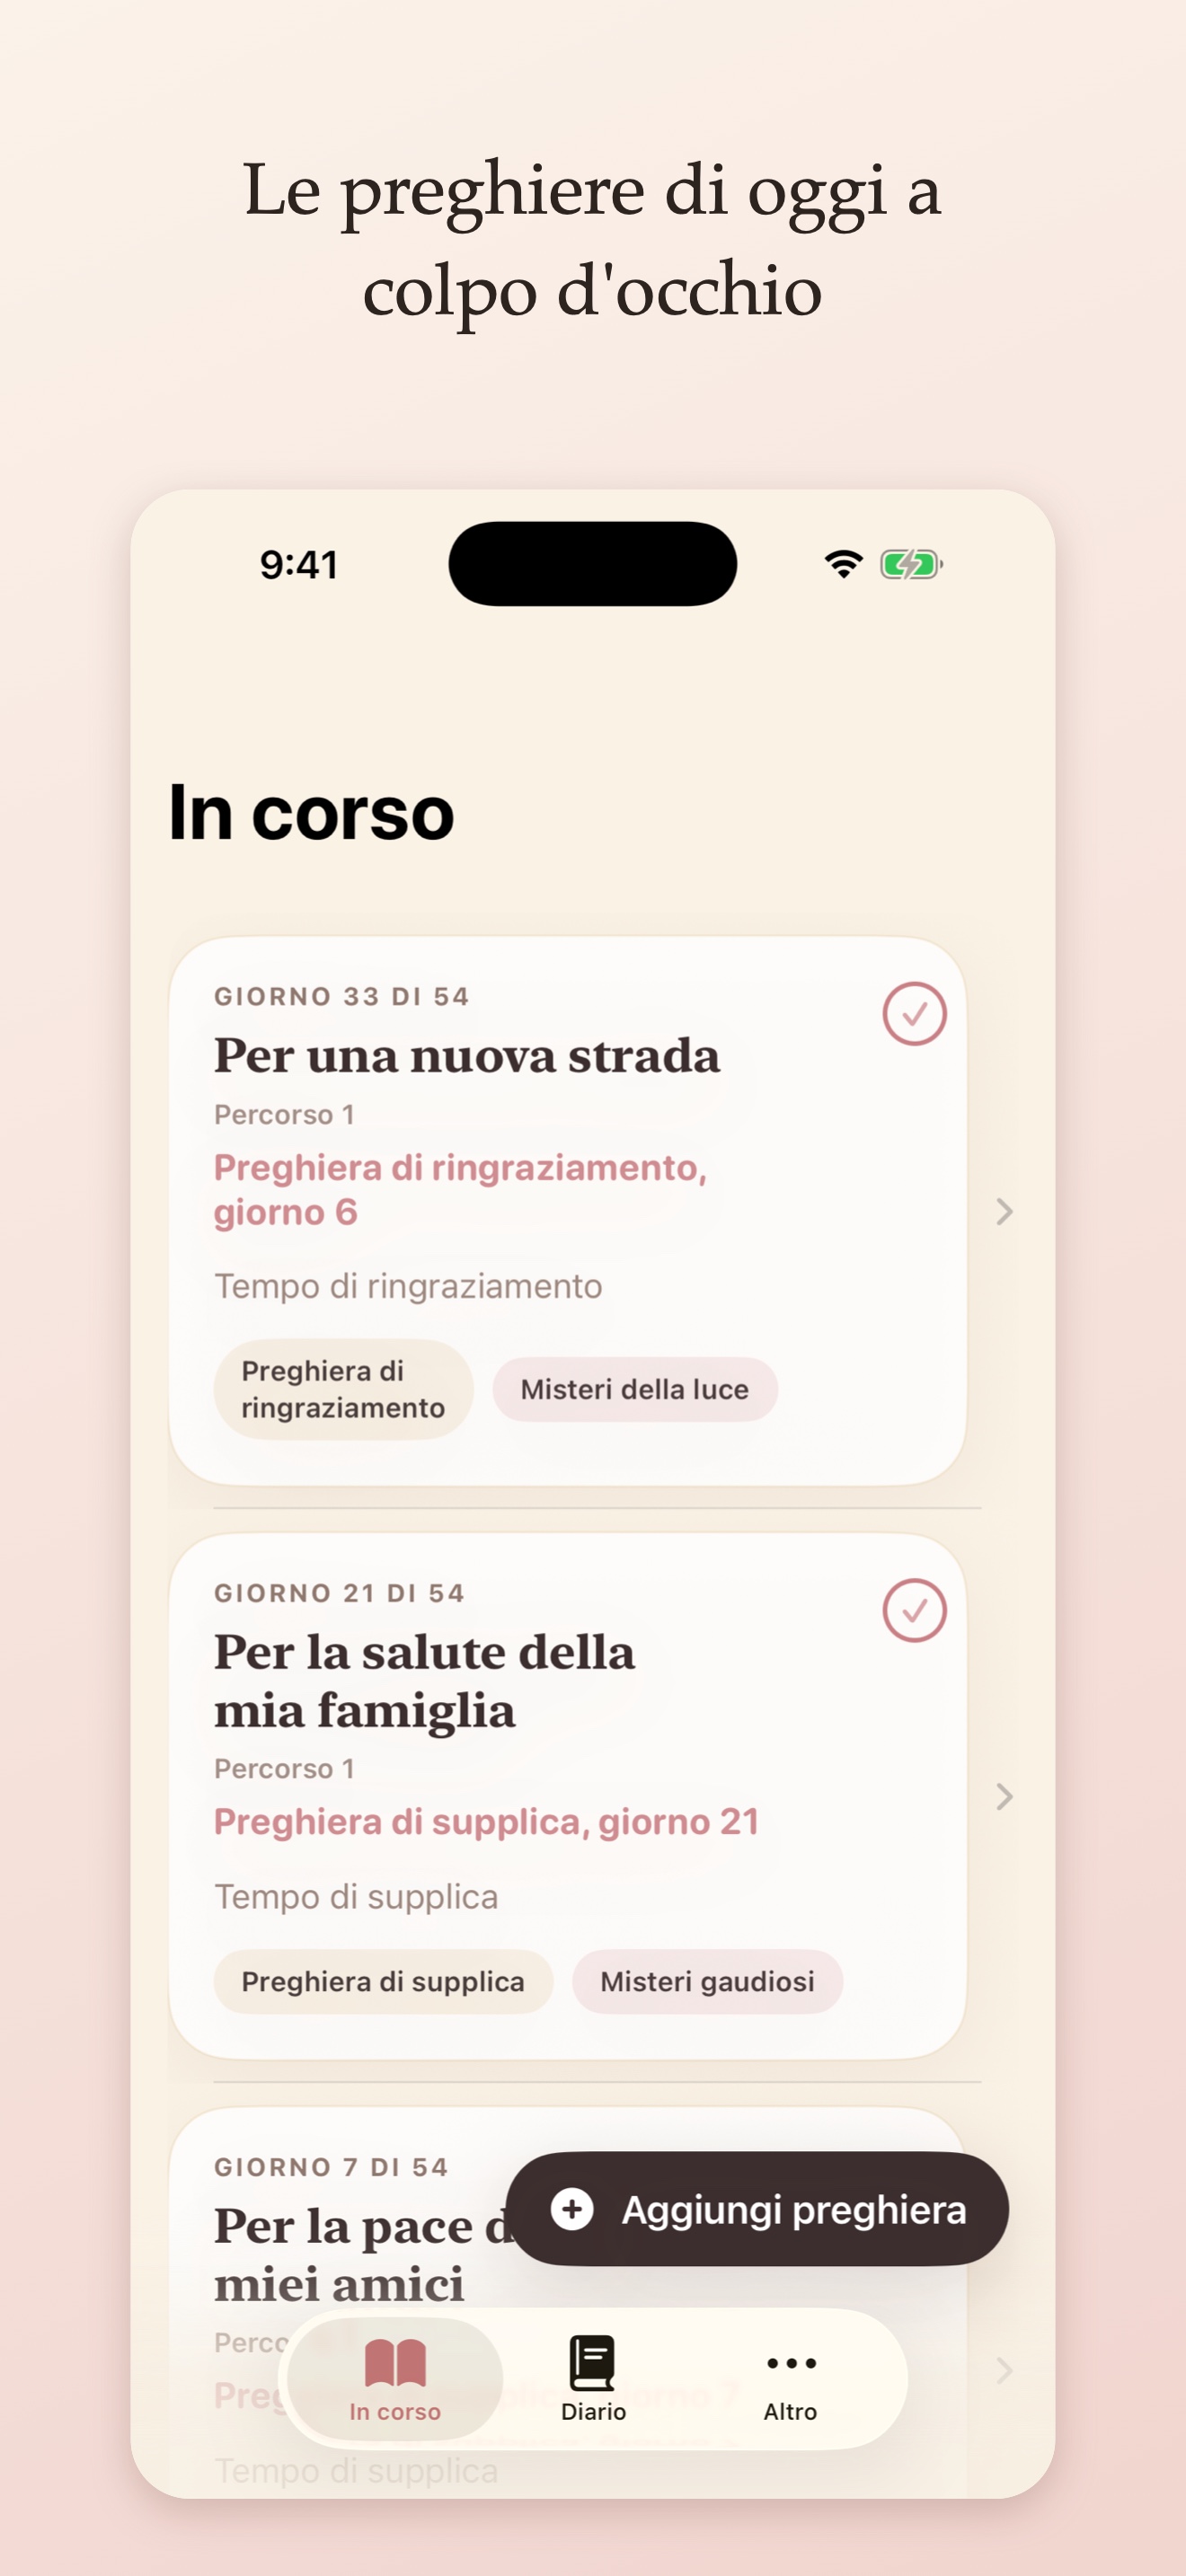 Le preghiere di oggi a
colpo d'occhio
9:41
In corso
GIORNO 33 DI 54
Per una nuova strada
Percorso 1
Preghiera di ringraziamento,
giorno 6
Tempo di ringraziamento
Preghiera di
ringraziamento
Misteri della luce
GIORNO 21 DI 54
Per la salute della
mia famiglia
Percorso 1
Preghiera di supplica, giorno 21
Tempo di supplica
Preghiera di supplica
Misteri gaudiosi
GIORNO 7 DI 54
Per la pace
miei amici
Aggiungi preghiera
In corso
Diario
Altro
Tempo di supplica